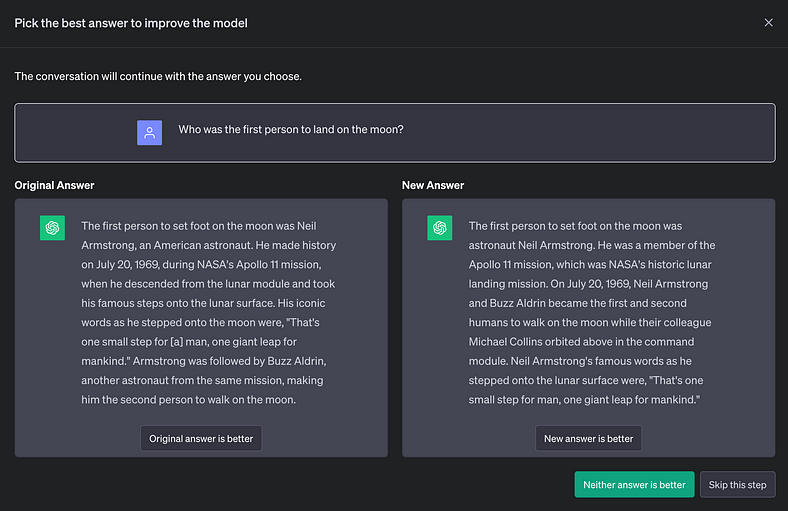 Pick the best answer to improve the model
The conversation will continue with the answer you choose.
Who was the first person to land on the moon?
Original Answer
The first person to set foot on the moon was Neil
Armstrong, an American astronaut. He made history
on July 20, 1969, during NASA's Apollo 11 mission,
when he descended from the lunar module and took
his famous steps onto the lunar surface. His iconic
words as he stepped onto the moon were, "That's
one small step for [a] man, one giant leap for
mankind." Armstrong was followed by Buzz Aldrin,
another astronaut from the same mission, making
him the second person to walk on the moon.
Original answer is better
New Answer
The first person to set foot on the moon was
astronaut Neil Armstrong. He was a member of the
Apollo 11 mission, which was NASA's historic lunar
landing mission. On July 20, 1969, Neil Armstrong
and Buzz Aldrin became the first and second
humans to walk on the moon while their colleague
Michael Collins orbited above in the command
module. Neil Armstrong's famous words as he
stepped onto the lunar surface were, "That's one
small step for man, one giant leap for mankind."
New answer is better
Neither answer is better
Skip this step